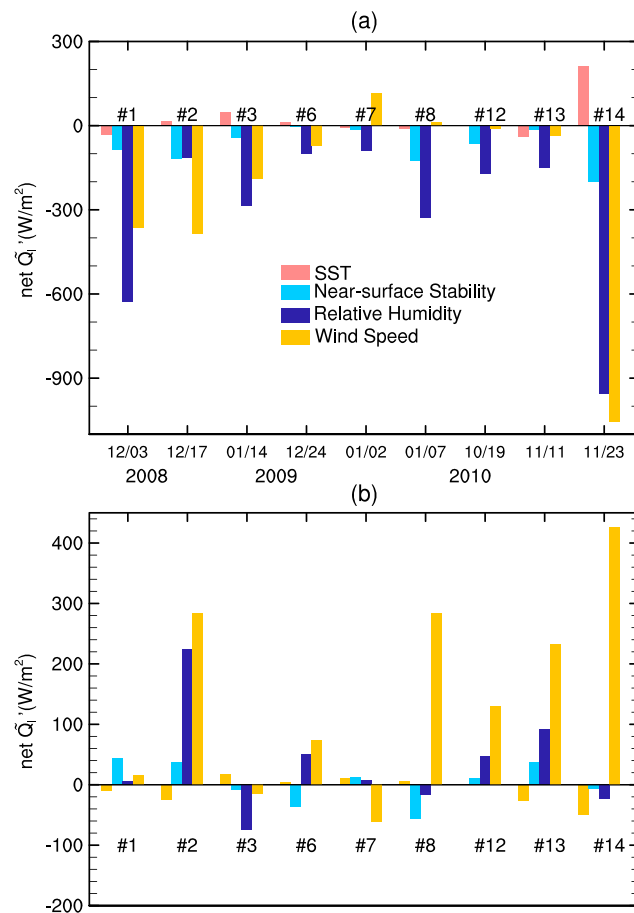 (a)
300
0
-300
-600
-900
net Q̃ₗ '(W/m²)
#1 #2 #3 #6 #7 #8 #12 #13 #14
SST
Near-surface Stability
Relative Humidity
Wind Speed
12/03 12/17 01/14 12/24 01/02 01/07 10/19 11/11 11/23
2008 2009 2010
(b)
400
300
200
100
0
-100
-200
net Q̃ₗ '(W/m²)
#1 #2 #3 #6 #7 #8 #12 #13 #14